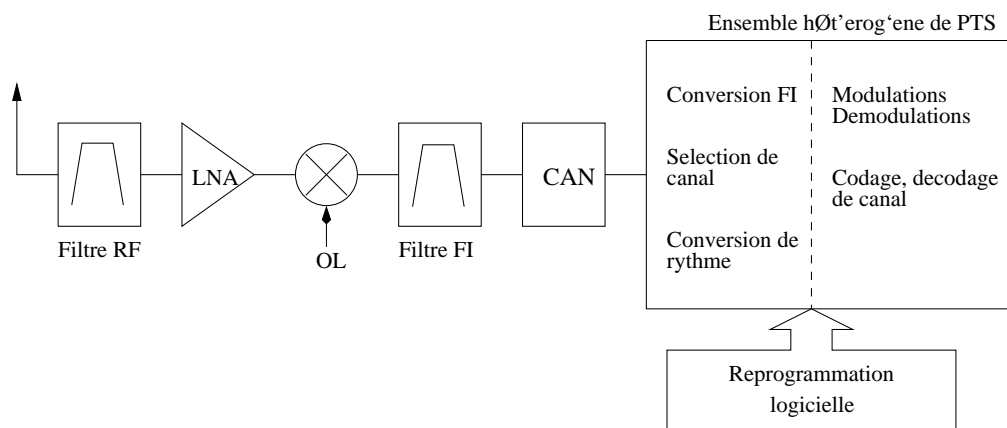 Ensemble hØt'erog‘ene de PTS
Conversion FI
Modulations
Demodulations
LNA
CAN
Selection de
canal
Codage, decodage
de canal
Filtre RF
OL
Filtre FI
Conversion de
rythme
Reprogrammation
logicielle